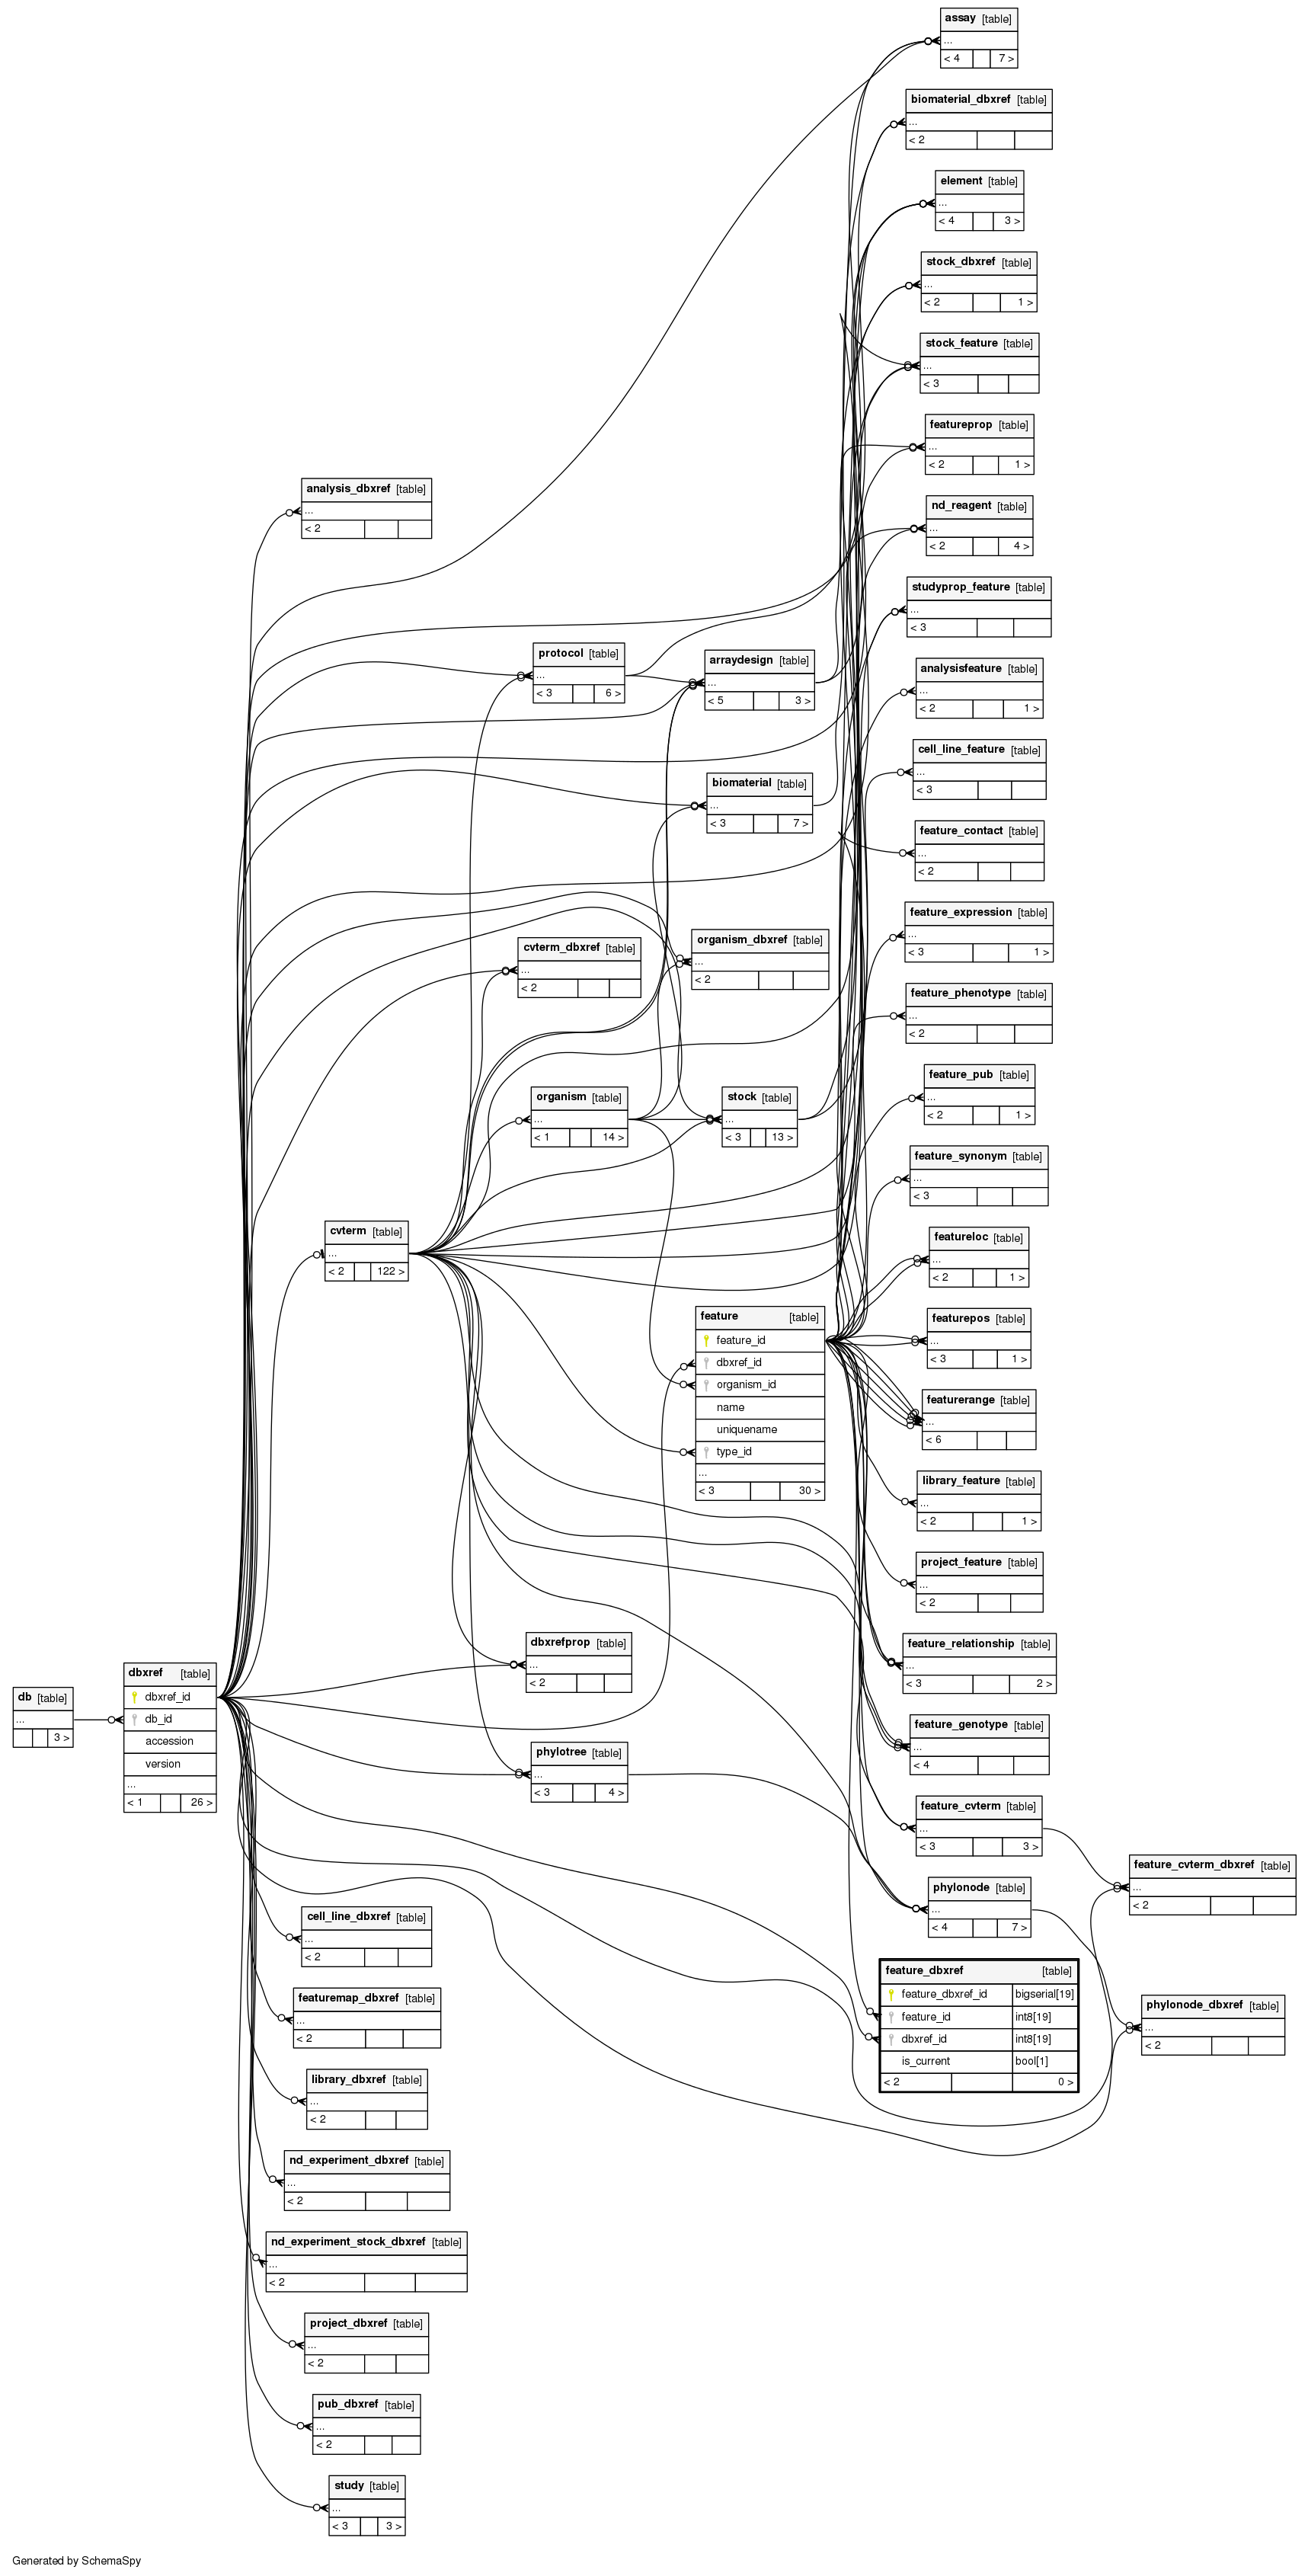 assay [table]
...
< 4 7 >
biomaterial_dbxref [table]
...
< 2
element [table]
...
< 4 3 >
stock_dbxref [table]
...
< 2 1 >
stock_feature [table]
...
< 3
featureprop [table]
...
< 2 1 >
analysis_dbxref [table]
...
< 2
nd_reagent [table]
...
< 2 4 >
studyprop_feature [table]
...
< 3
protocol [table]
...
< 3 6 >
arraydesign [table]
...
< 5 3 >
analysisfeature [table]
...
< 2 1 >
cell_line_feature [table]
...
< 3
biomaterial [table]
...
< 3 7 >
feature_contact [table]
...
< 2
feature_expression [table]
...
< 3 1 >
cvterm_dbxref [table]
...
< 2
organism_dbxref [table]
...
< 2
feature_phenotype [table]
...
< 2
feature_pub [table]
...
< 2 1 >
organism [table]
...
< 1 14 >
stock [table]
...
< 3 13 >
feature_synonym [table]
...
< 3
cvterm [table]
...
< 2 122 >
featureloc [table]
...
< 2 1 >
feature [table]
feature_id
dbxref_id
organism_id
name
uniquename
type_id
...
< 3 30 >
featurepos [table]
...
< 3 1 >
featurerange [table]
...
< 6
library_feature [table]
...
< 2 1 >
project_feature [table]
...
< 2
dbxrefprop [table]
...
< 2
feature_relationship [table]
...
< 3 2 >
db [table]
...
3 >
dbxref [table]
dbxref_id
db_id
accession
version
...
< 1 26 >
feature_genotype [table]
...
< 4
phylotree [table]
...
< 3 4 >
feature_cvterm [table]
...
< 3 3 >
feature_cvterm_dbxref [table]
...
< 2
phylonode [table]
...
< 4 7 >
cell_line_dbxref [table]
...
< 2
feature_dbxref [table]
feature_dbxref_id bigserial[19]
feature_id int8[19]
dbxref_id int8[19]
is_current bool[1]
< 2 0 >
featuremap_dbxref [table]
...
< 2
phylonode_dbxref [table]
...
< 2
library_dbxref [table]
...
< 2
nd_experiment_dbxref [table]
...
< 2
nd_experiment_stock_dbxref [table]
...
< 2
project_dbxref [table]
...
< 2
pub_dbxref [table]
...
< 2
study [table]
...
< 3 3 >
Generated by SchemaSpy